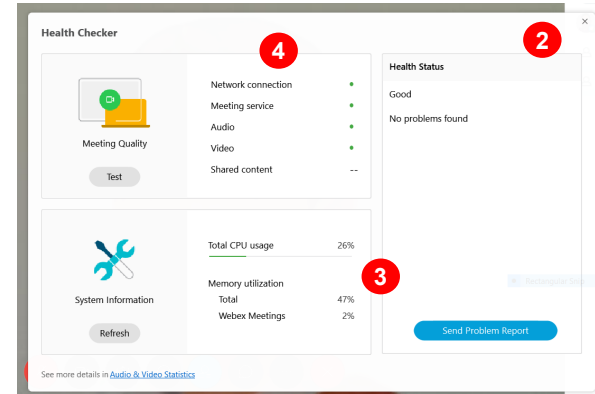 Health Checker
×
4
2
Network connection
Meeting service
Audio
Video
Shared content --
Meeting Quality
Test
Health Status
Good
No problems found
Total CPU usage 26%
Memory utilization
Total 47%
Webex Meetings 2%
3
System Information
Refresh
Send Problem Report
See more details in Audio & Video Statistics